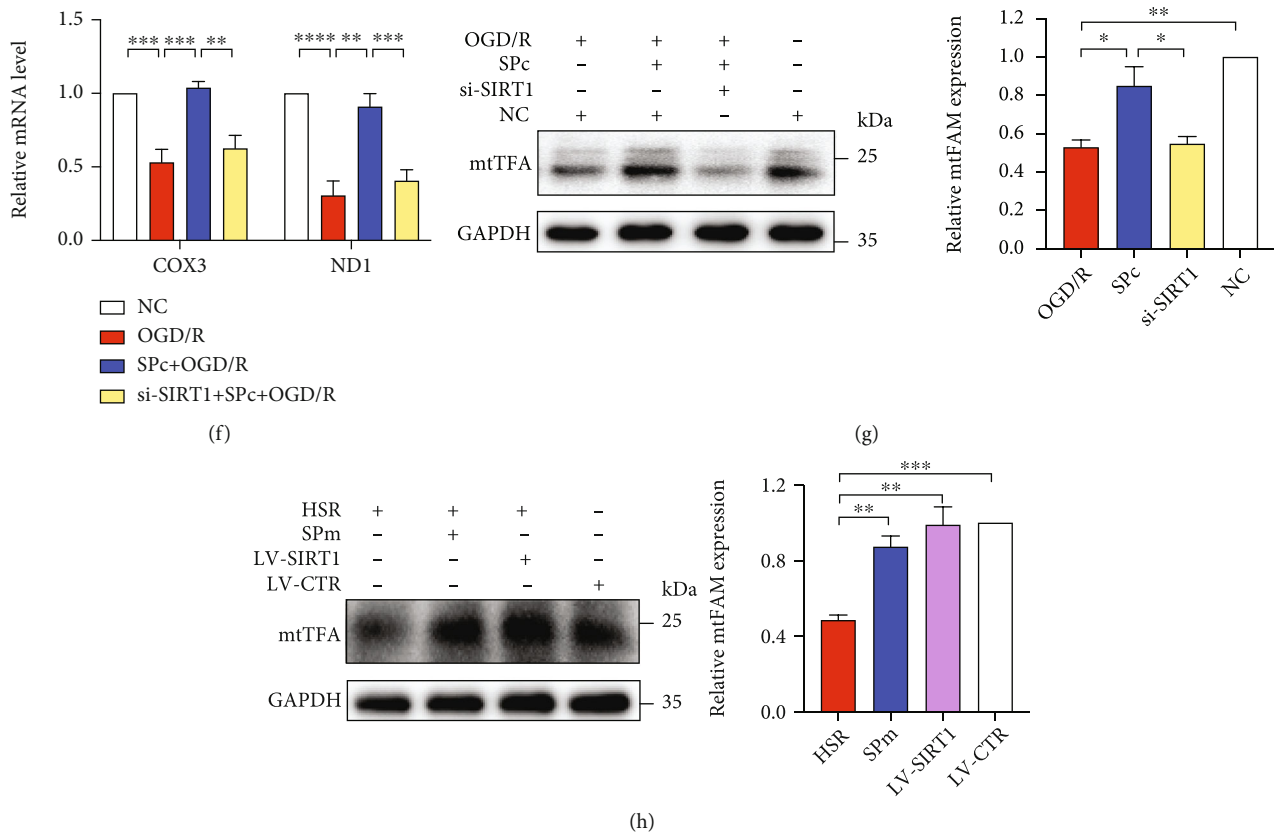 Relative mRNA level
1.5
1.0
0.5
0.0
*** *** ** **** ** ***
COX3 ND1
NC
OGD/R
SPc+OGD/R
si-SIRT1+SPc+OGD/R
(f)
OGD/R + + + –
SPc – + + –
si-SIRT1 – – + –
NC + + – +
kDa
mtTFA 25
GAPDH 35
Relative mtFAM expression
1.2
1.0
0.8
0.6
0.4
0.2
0.0
**
* *
OGD/R SPc si-SIRT1 NC
(g)
HSR + + + –
SPm – + – –
LV-SIRT1 – – + –
LV-CTR – – – +
kDa
mtTFA 25
GAPDH 35
Relative mtFAM expression
1.2
0.8
0.4
0.0
***
**
**
HSR SPm LV-SIRT1 LV-CTR
(h)